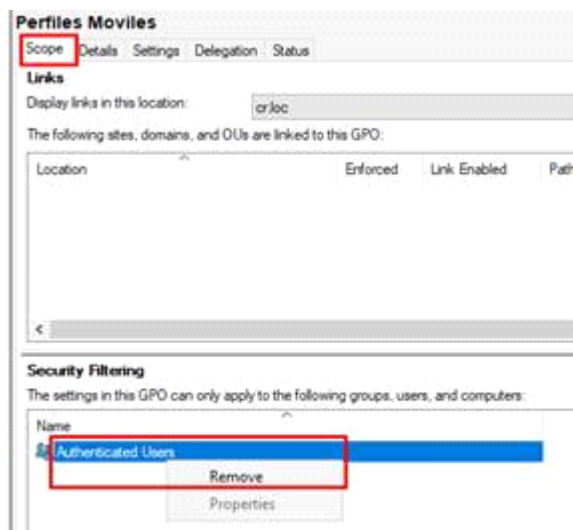 Perfiles Moviles
Scope Details Settings Delegation Status
Links
Display links in this location: cr.loc
The following sites, domains, and OUs are linked to this GPO:
Location Enforced Link Enabled Path
Security Filtering
The settings in this GPO can only apply to the following groups, users, and computers:
Name
Authenticated Users
Remove
Properties